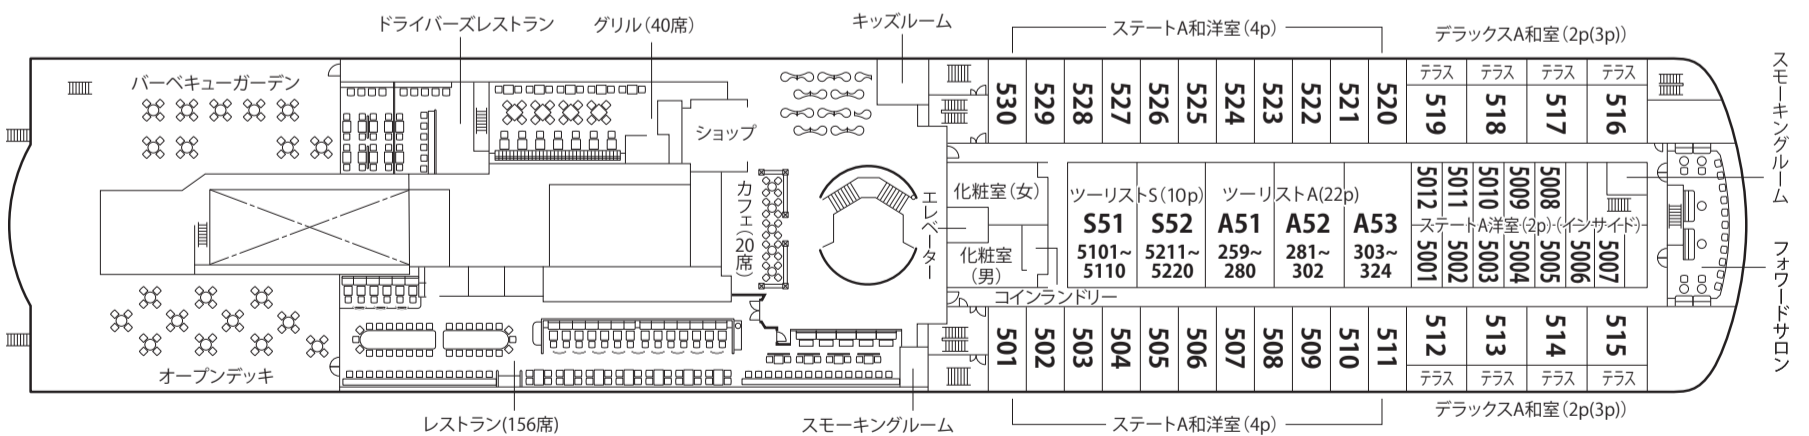 ドライバーズレストラン
グリル(40席)
キッズルーム
ステートA和洋室(4p)
デラックスA和室(2p(3p))
スモーキングルーム
バーベキューガーデン
ショップ
530
529
528
527
526
525
524
523
522
521
520
テラス
テラス
テラス
テラス
519
518
517
516
カフェ(20席)
エレベーター
化粧室(女)
化粧室
(男)
コインランドリー
ツーリストS(10p)
ツーリストA(22p)
S51
5101~
5110
S52
5211~
5220
A51
259~
280
A52
281~
302
A53
303~
324
5012
5011
5010
5009
5008
ステートA洋室(2p)(インサイド)
5001
5002
5003
5004
5005
5006
5007
フォワードサロン
501
502
503
504
505
506
507
508
509
510
511
512
513
514
515
テラス
テラス
テラス
テラス
オープンデッキ
レストラン(156席)
スモーキングルーム
ステートA和洋室(4p)
デラックスA和室(2p(3p))